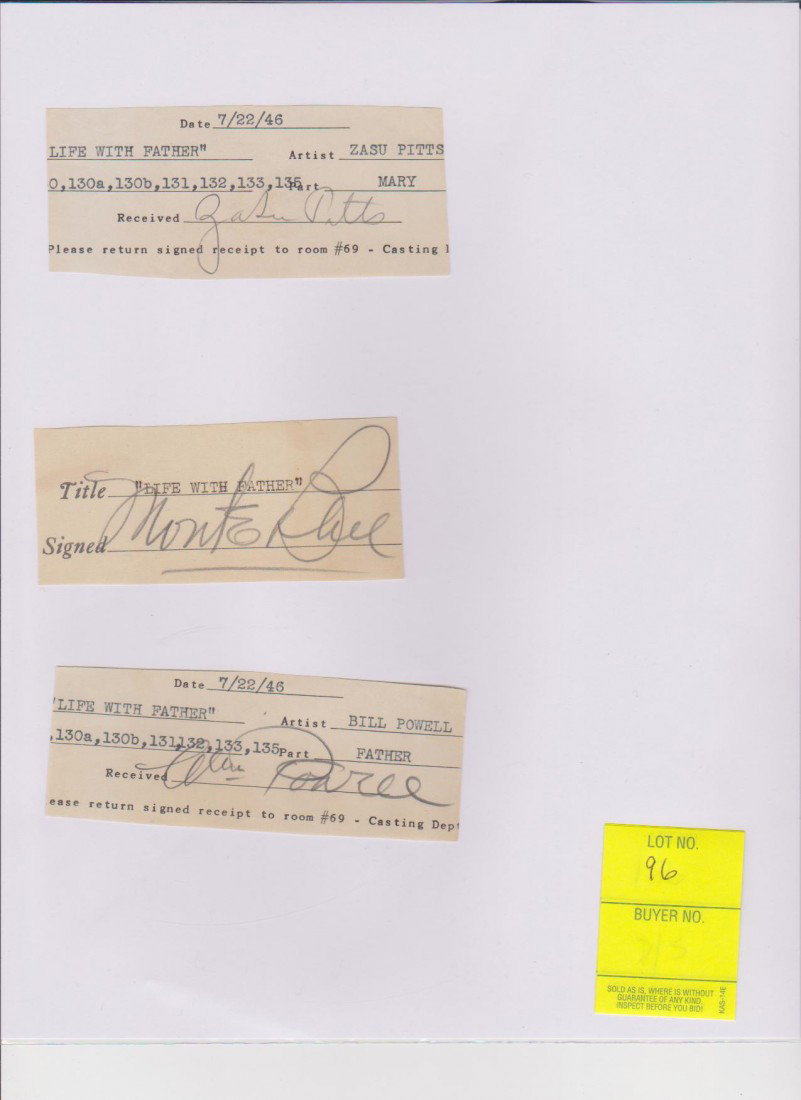 Date 7/22/46
LIFE WITH FATHER" Artist ZASU PITTS
0,130a,130b,131,132,133,135 Part MARY
Received Zasu Pitts
Please return signed receipt to room #69 - Casting
Title "LIFE WITH FATHER"
Signed Monte Blue
Date 7/22/46
"LIFE WITH FATHER" Artist BILL POWELL
,130a,130b,131,132,133,135 Part FATHER
Received Powell
ease return signed receipt to room #69 - Casting Dept
LOT NO.
96
BUYER NO.
SOLD AS IS, WHERE IS WITHOUT
GUARANTEE OF ANY KIND.
INSPECT BEFORE YOU BID!
KAS-14E